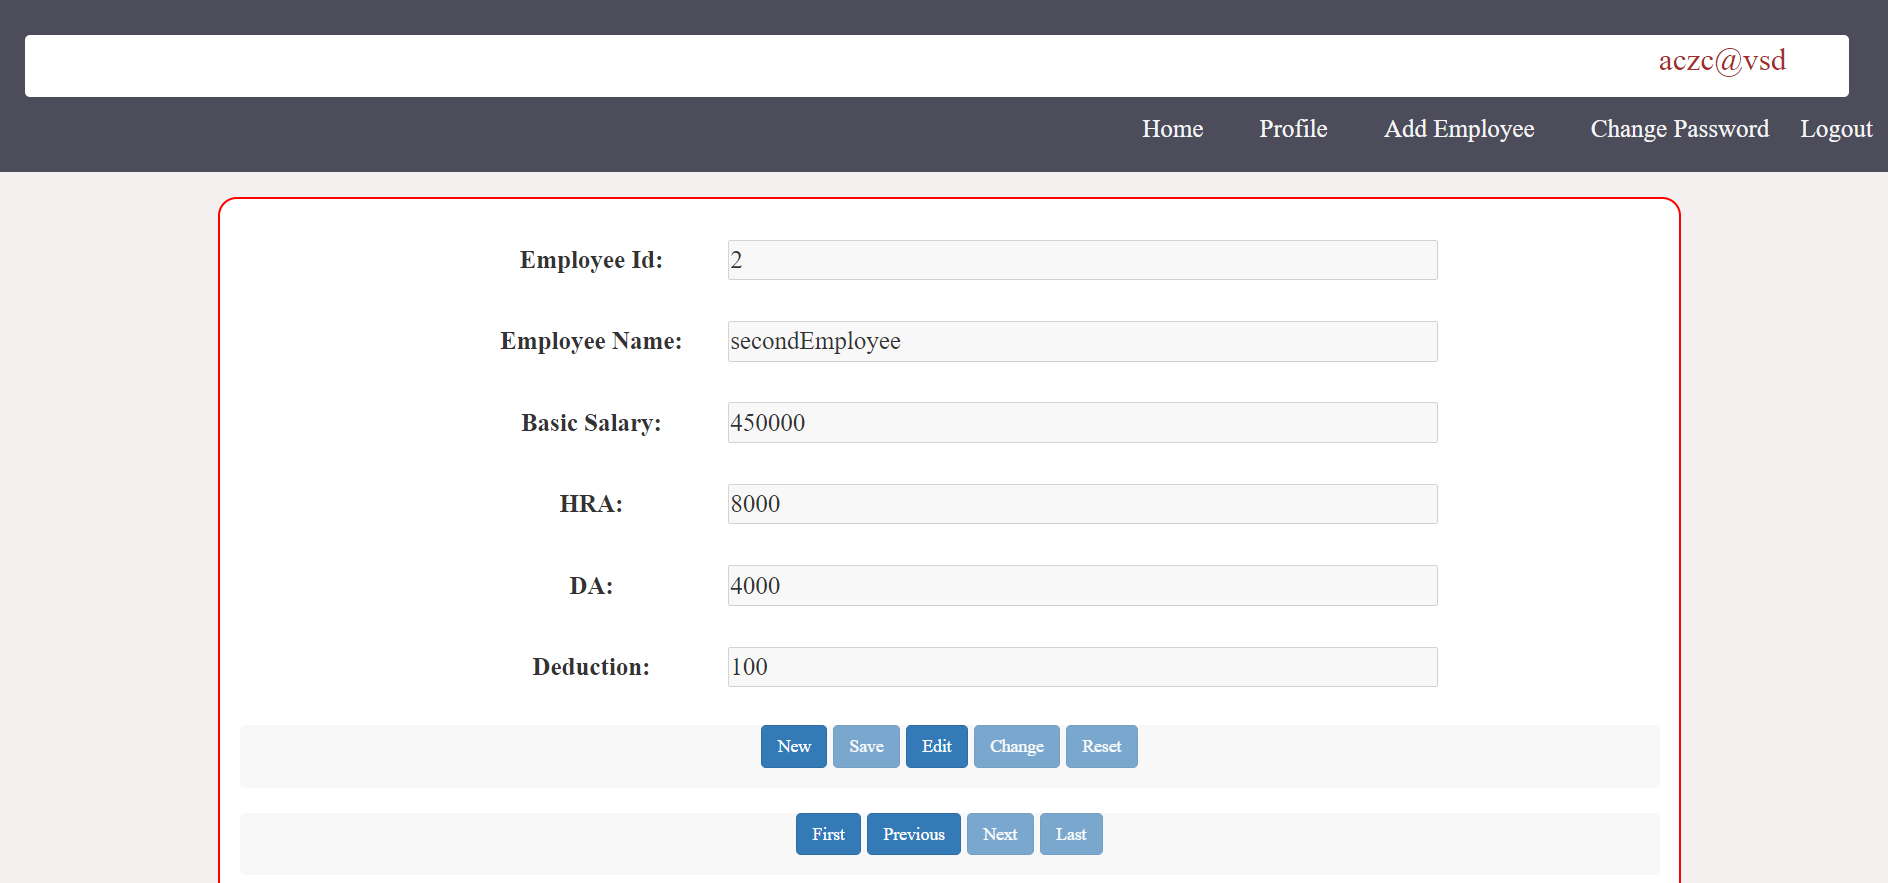 aczc@vsd
Home Profile Add Employee Change Password Logout
Employee Id: 2
Employee Name: secondEmployee
Basic Salary: 450000
HRA: 8000
DA: 4000
Deduction: 100
New Save Edit Change Reset
First Previous Next Last